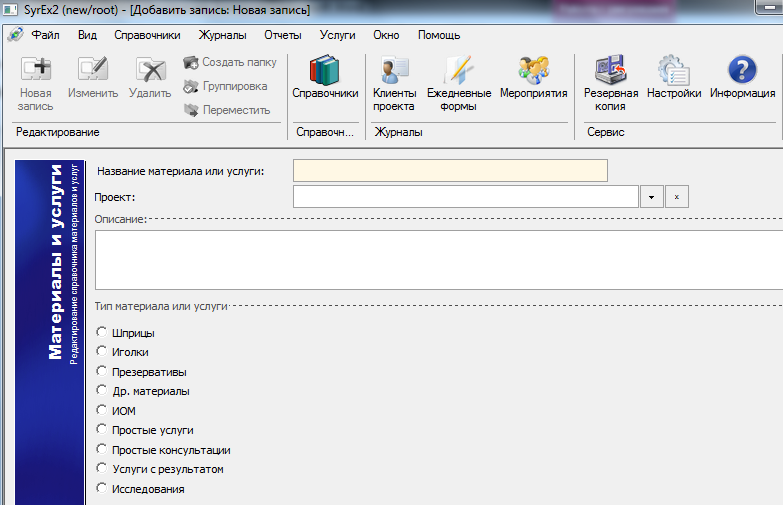 SyrEx2 (new/root) - [Добавить запись: Новая запись]
Файл Вид Справочники Журналы Отчеты Услуги Окно Помощь
Новая запись
Изменить
Удалить
Создать папку
Группировка
Переместить
Справочники
Клиенты проекта
Ежедневные формы
Мероприятия
Резервная копия
Настройки
Информация
Редактирование
Справочн...
Журналы
Сервис
Материалы и услуги
Редактирование справочника материалов и услуг
Название материала или услуги:
Проект:
x
Описание:
Тип материала или услуги
Шприцы
Иголки
Презервативы
Др. материалы
ИОМ
Простые услуги
Простые консультации
Услуги с результатом
Исследования